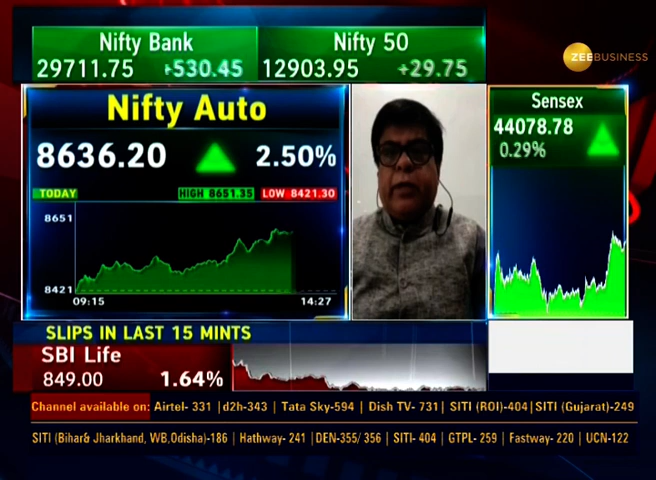 Nifty Bank
29711.75 +530.45
Nifty 50
12903.95 +29.75
ZEEBUSINESS
Nifty Auto
8636.20 2.50%
TODAY HIGH 8651.35 LOW 8421.30
8651
8421
09:15 14:27
Sensex
44078.78
0.29%
SLIPS IN LAST 15 MINTS
SBI Life
849.00 1.64%
Channel available on: Airtel- 331 |d2h-343 | Tata Sky-594 | Dish TV- 731| SITI (ROI)-404|SITI (Gujarat)-249
SITI (Bihar& Jharkhand, WB,Odisha)-186 | Hathway- 241 |DEN-355/ 356 | SITI- 404 | GTPL- 259 | Fastway- 220 | UCN-122